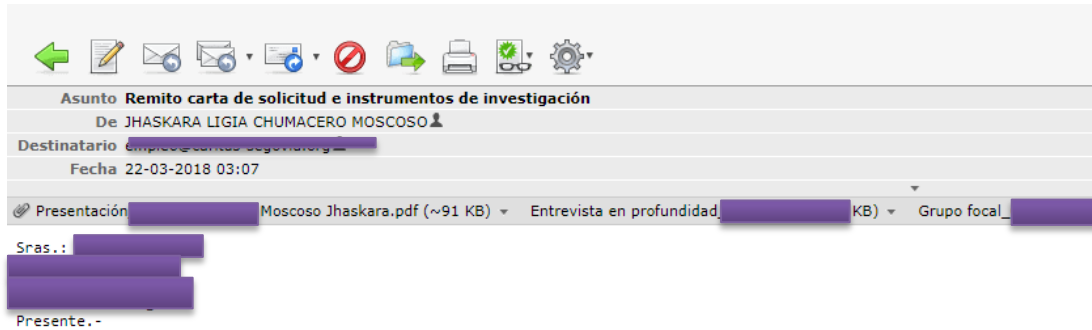 Asunto Remito carta de solicitud e instrumentos de investigación
De JHASKARA LIGIA CHUMACERO MOSCOSO
Destinatario
Fecha 22-03-2018 03:07
Presentación Moscoso Jhaskara.pdf (~91 KB) Entrevista en profundidad_ KB) Grupo focal_
Sras.:
Presente.-